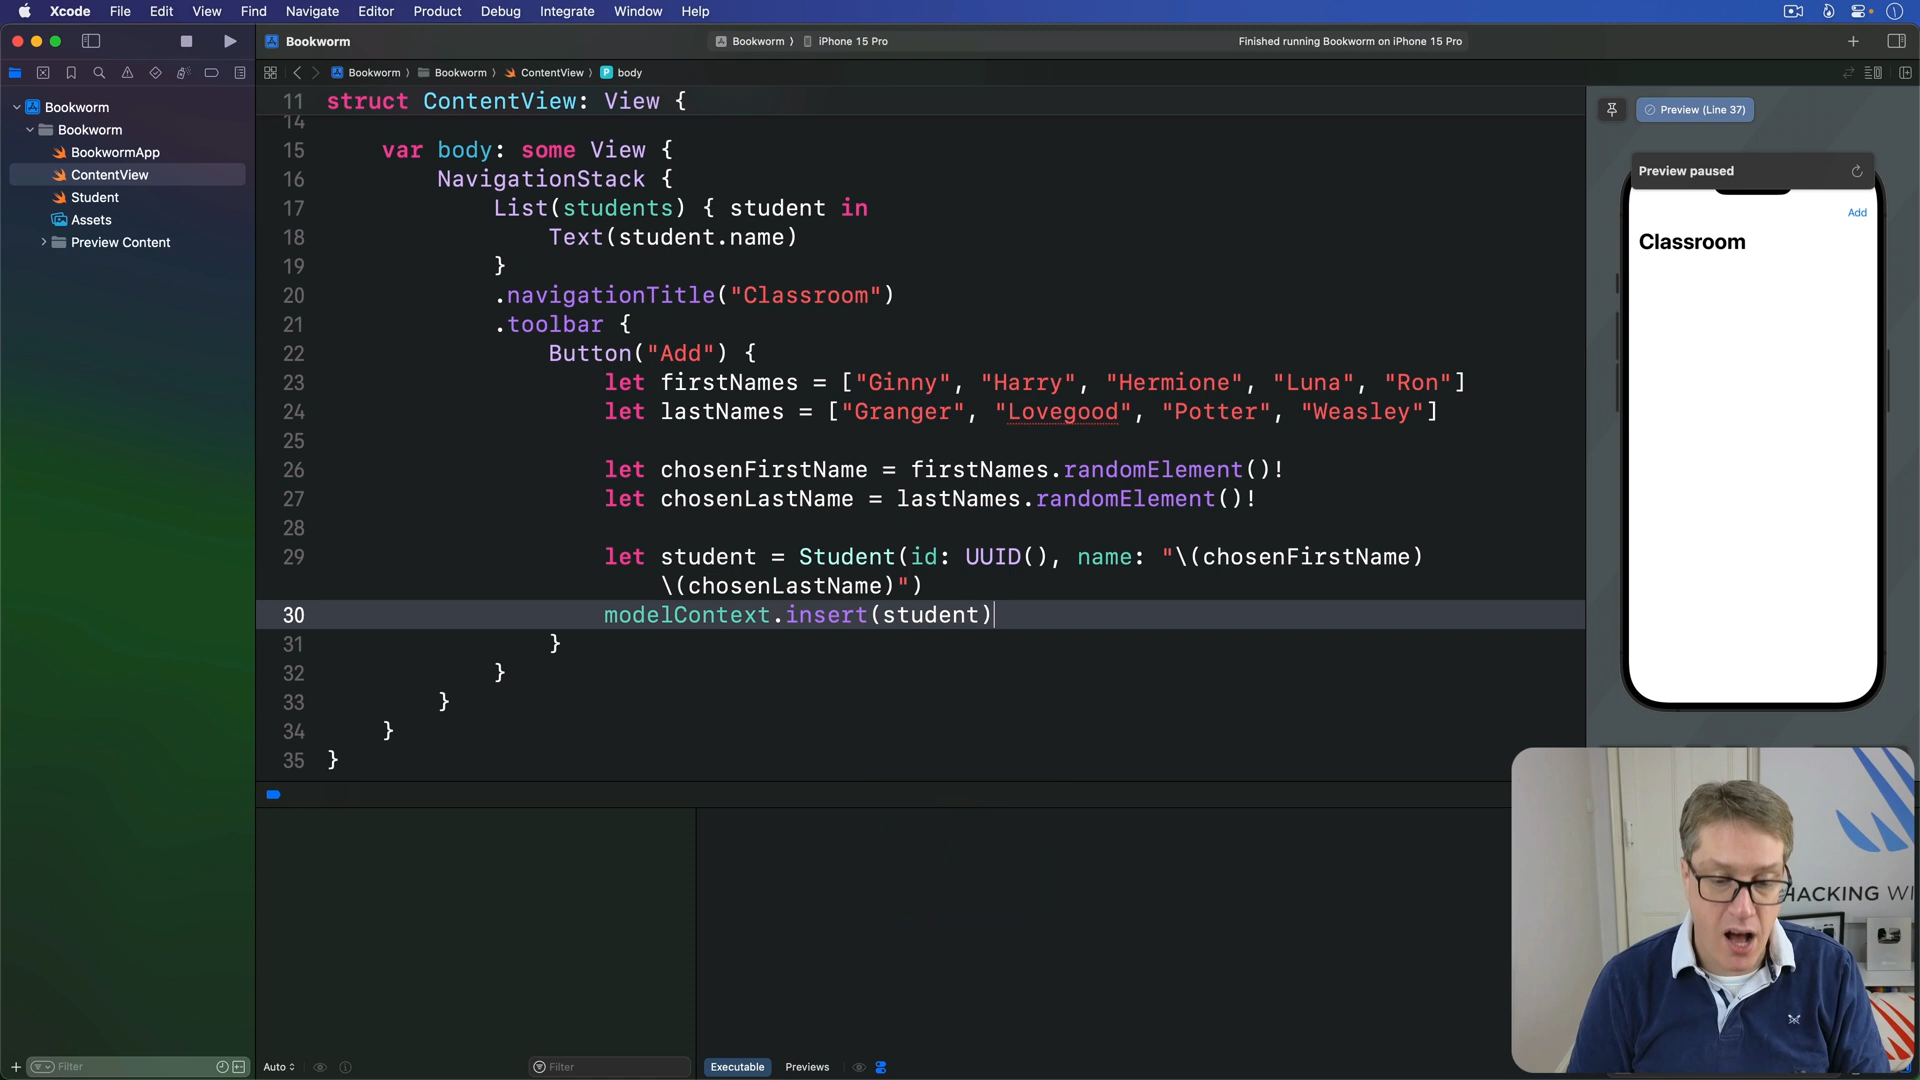 Xcode File Edit View Find Navigate Editor Product Debug Integrate Window Help
Bookworm
Bookworm 〉 iPhone 15 Pro
Finished running Bookworm on iPhone 15 Pro
Bookworm 〉 Bookworm 〉 ContentView 〉 P body
Bookworm
Bookworm
BookwormApp
ContentView
Student
Assets
Preview Content
11 struct ContentView: View {
14
15 var body: some View {
16 NavigationStack {
17 List(students) { student in
18 Text(student.name)
19 }
20 .navigationTitle("Classroom")
21 .toolbar {
22 Button("Add") {
23 let firstNames = ["Ginny", "Harry", "Hermione", "Luna", "Ron"]
24 let lastNames = ["Granger", "Lovegood", "Potter", "Weasley"]
25
26 let chosenFirstName = firstNames.randomElement()!
27 let chosenLastName = lastNames.randomElement()!
28
29 let student = Student(id: UUID(), name: "\(chosenFirstName)
\(chosenLastName)")
30 modelContext.insert(student)
31 }
32 }
33 }
34 }
35 }
Preview (Line 37)
Preview paused
Add
Classroom
HACKING WI
Filter
Auto
Filter
Executable Previews